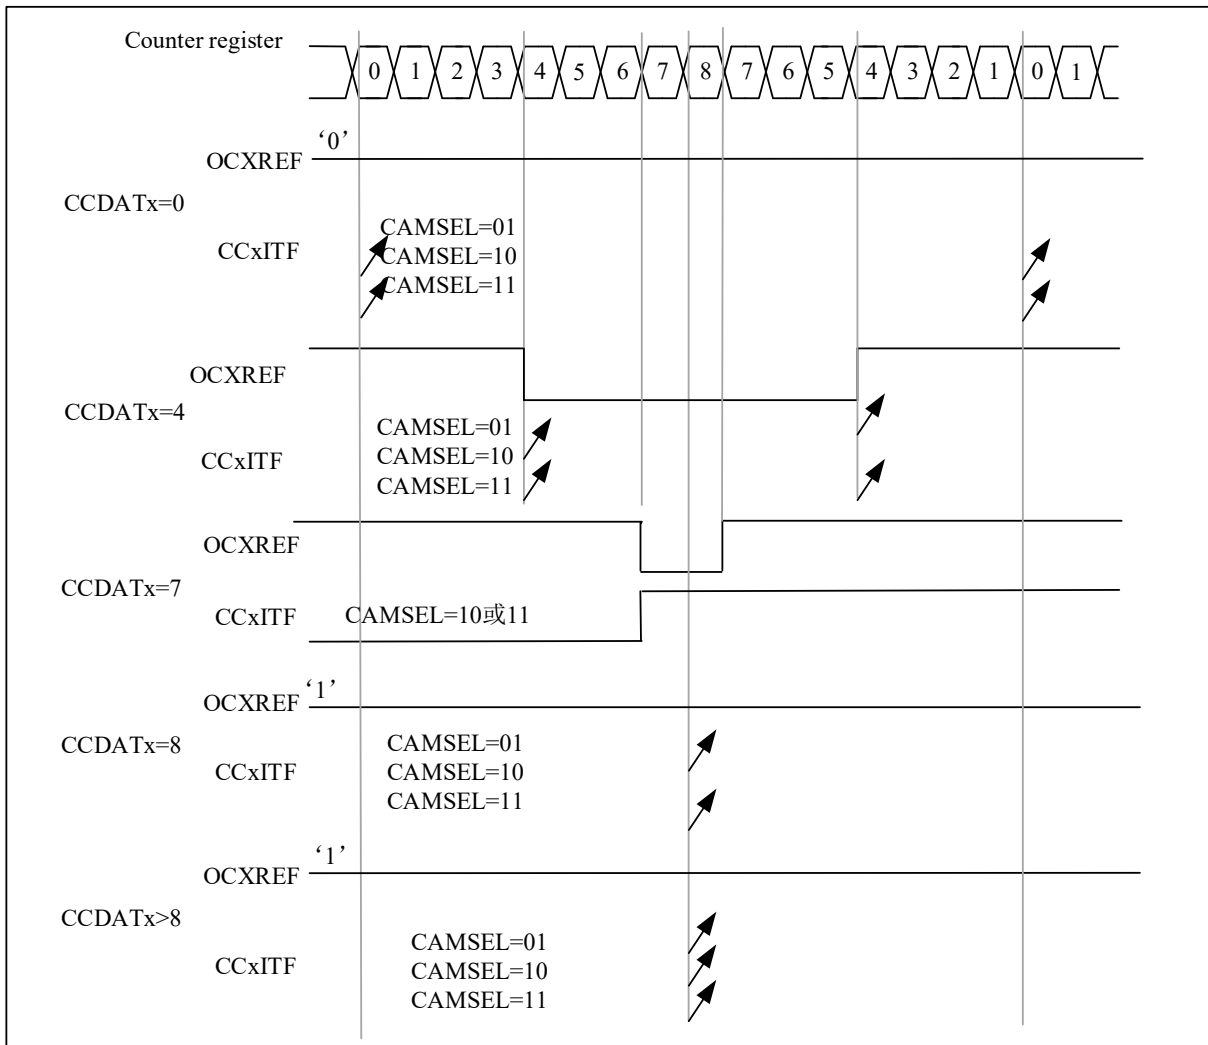 Counter register
0 1 2 3 4 5 6 7 8 7 6 5 4 3 2 1 0 1
‘0’
OCXREF
CCDATx=0
CAMSEL=01
CCxITF
CAMSEL=10
CAMSEL=11
OCXREF
CCDATx=4
CAMSEL=01
CCxITF
CAMSEL=10
CAMSEL=11
OCXREF
CCDATx=7
CCxITF
CAMSEL=10或11
‘1’
OCXREF
CCDATx=8
CAMSEL=01
CCxITF
CAMSEL=10
CAMSEL=11
‘1’
OCXREF
CCDATx>8
CAMSEL=01
CCxITF
CAMSEL=10
CAMSEL=11